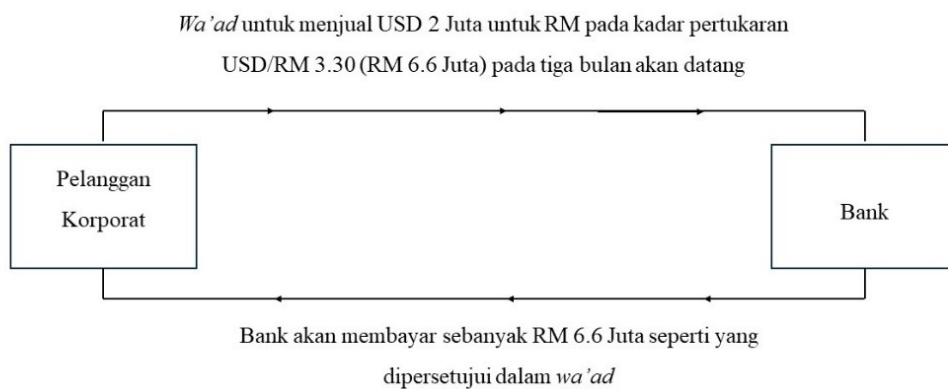 Wa’ad untuk menjual USD 2 Juta untuk RM pada kadar pertukaran
USD/RM 3.30 (RM 6.6 Juta) pada tiga bulan akan datang
Pelanggan
Korporat
Bank
Bank akan membayar sebanyak RM 6.6 Juta seperti yang
dipersetujui dalam wa’ad